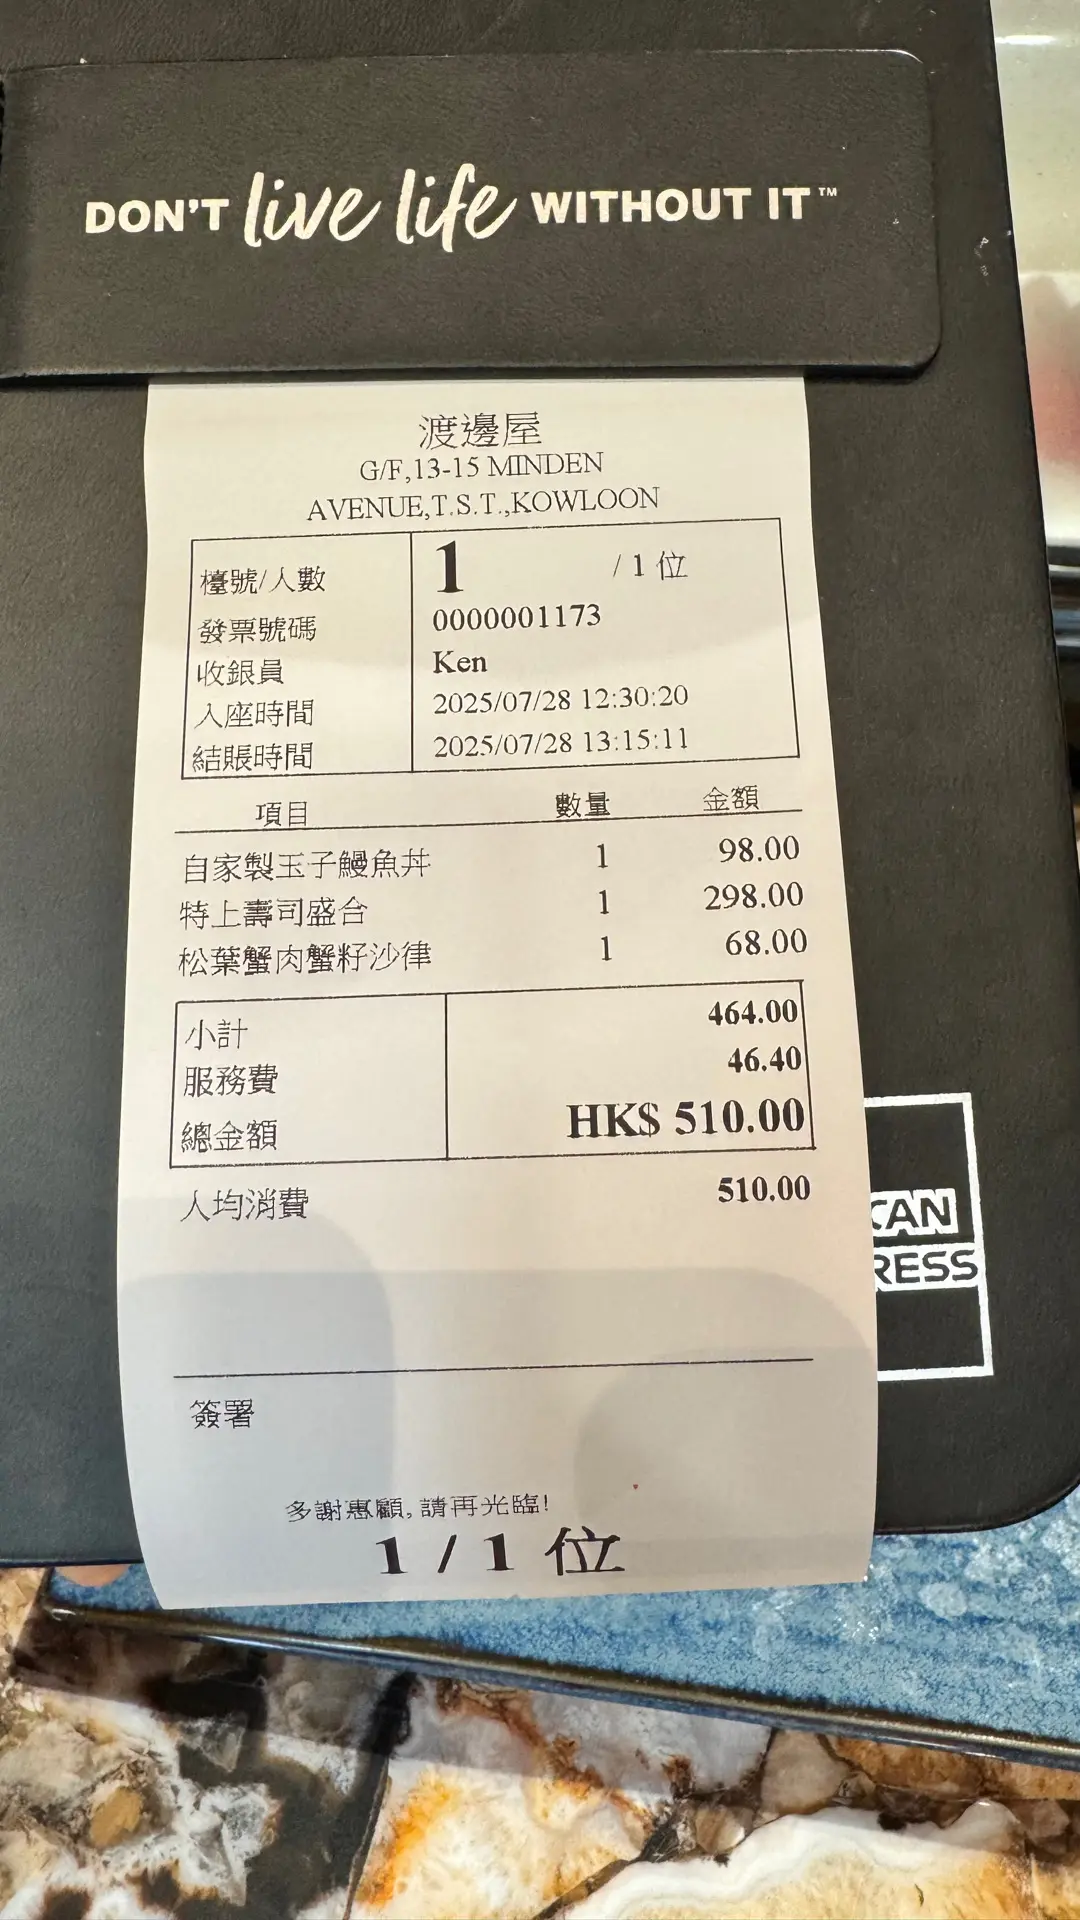 DON'T live life WITHOUT IT™
渡邊屋
G/F,13-15 MINDEN
AVENUE,T.S.T.,KOWLOON
檯號/人數 1 / 1 位
發票號碼 0000001173
收銀員 Ken
入座時間 2025/07/28 12:30:20
結賬時間 2025/07/28 13:15:11
項目 數量 金額
自家製玉子鰻魚丼 1 98.00
特上壽司盛合 1 298.00
松葉蟹肉蟹籽沙律 1 68.00
小計 464.00
服務費 46.40
總金額 HK$ 510.00
人均消費 510.00
CAN
RESS
簽署
多謝惠顧, 請再光臨!
1 / 1 位